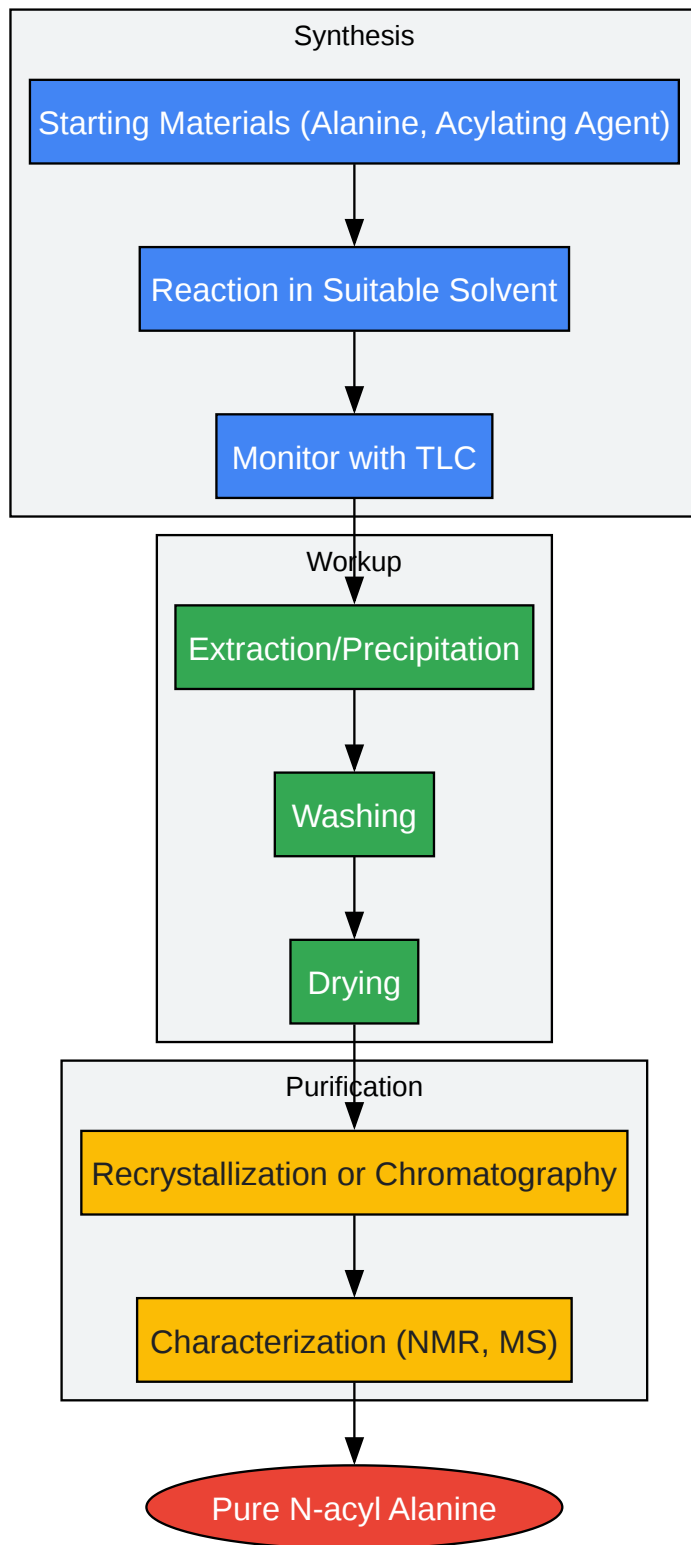 Synthesis
Starting Materials (Alanine, Acylating Agent)
Reaction in Suitable Solvent
Monitor with TLC
Workup
Extraction/Precipitation
Washing
Drying
Purification
Recrystallization or Chromatography
Characterization (NMR, MS)
Pure N-acyl Alanine